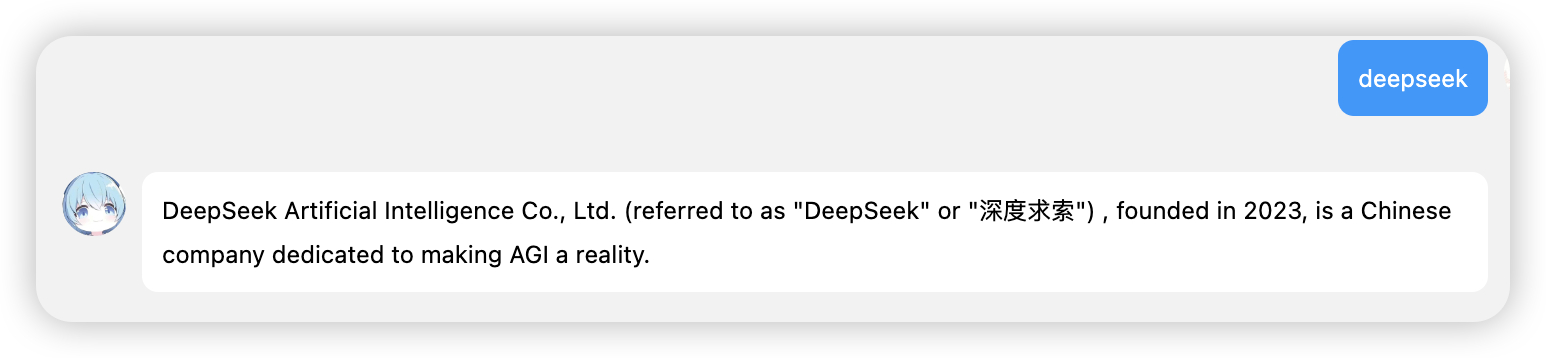 deepseek
DeepSeek Artificial Intelligence Co., Ltd. (referred to as "DeepSeek" or "深度求索") , founded in 2023, is a Chinese
company dedicated to making AGI a reality.